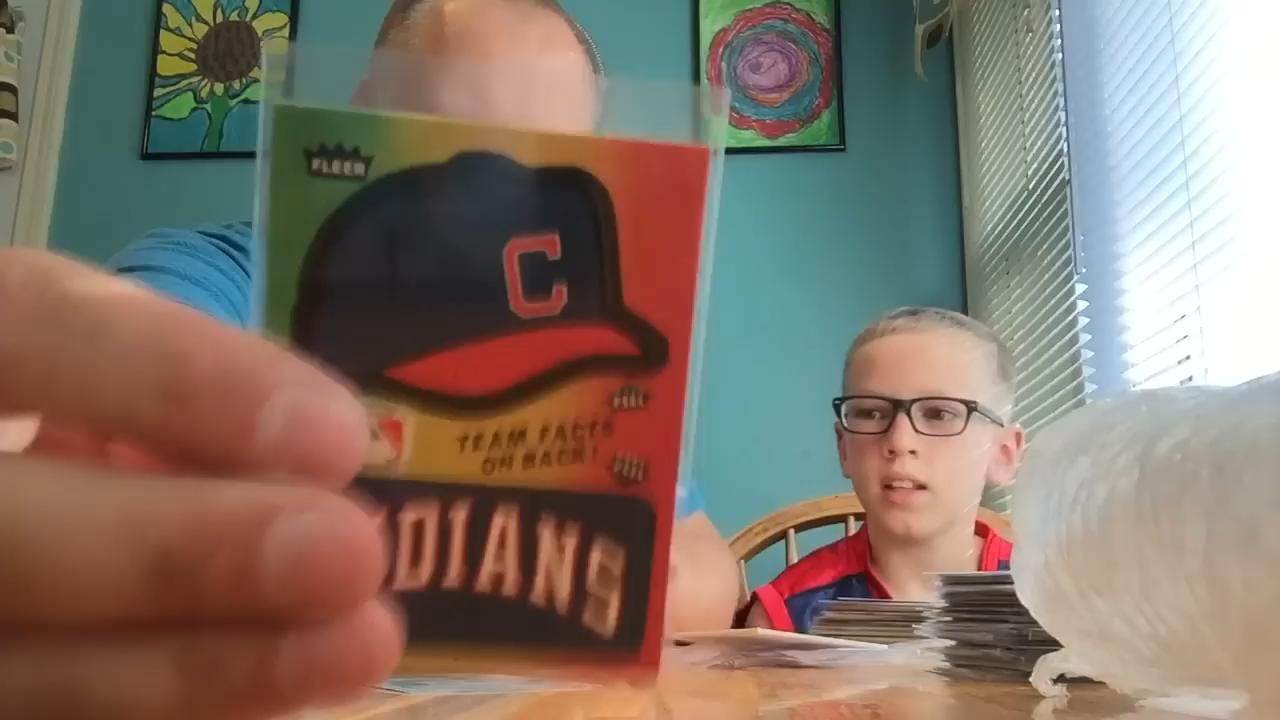 FLEER
C
TEAM FACTS
ON BACK!
DIANS